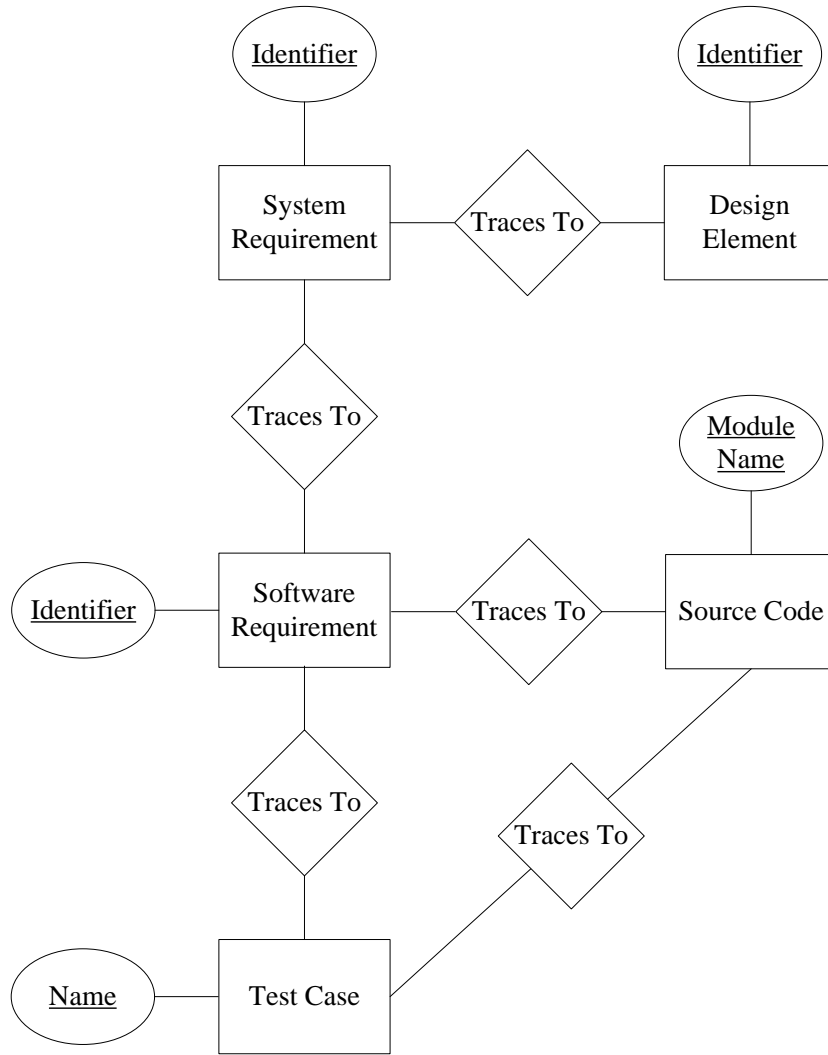 Identifier
Identifier
System
Requirement
Traces To
Design
Element
Traces To
Module
Name
Identifier
Software
Requirement
Traces To
Source Code
Traces To
Traces To
Name
Test Case